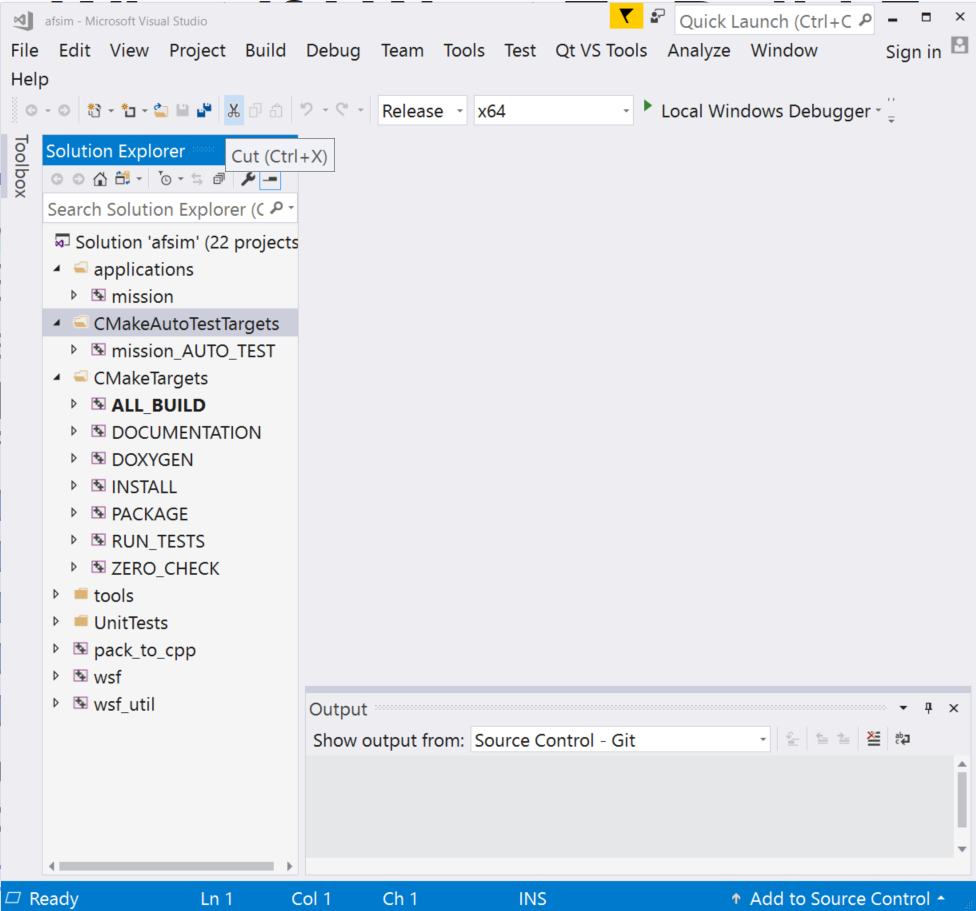 afsim - Microsoft Visual Studio
Quick Launch (Ctrl+C
File Edit View Project Build Debug Team Tools Test Qt VS Tools Analyze Window
Sign in
Help
Release x64 Local Windows Debugger
Toolbox
Solution Explorer
Cut (Ctrl+X)
Search Solution Explorer (C
Solution 'afsim' (22 projects
applications
mission
CMakeAutoTestTargets
mission_AUTO_TEST
CMakeTargets
ALL_BUILD
DOCUMENTATION
DOXYGEN
INSTALL
PACKAGE
RUN_TESTS
ZERO_CHECK
tools
UnitTests
pack_to_cpp
wsf
wsf_util
Output
Show output from: Source Control - Git
Ready Ln 1 Col 1 Ch 1 INS Add to Source Control